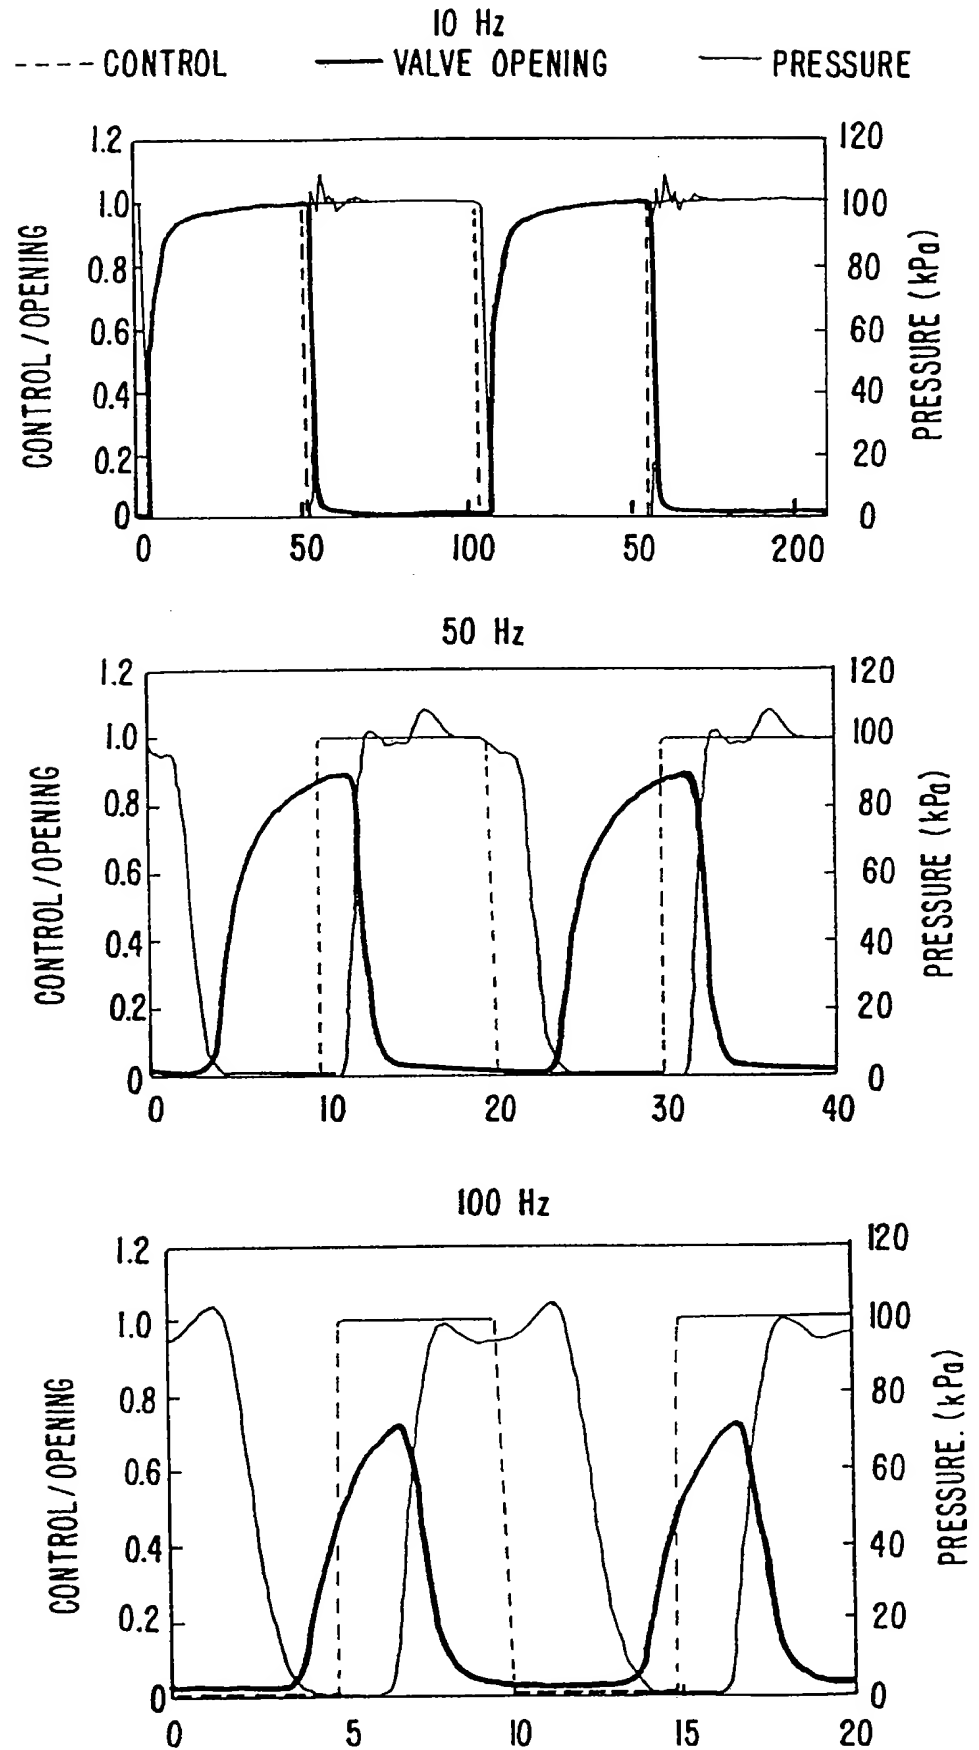 10 Hz
---- CONTROL — VALVE OPENING — PRESSURE
1.2 120
1.0 100
0.8 80
0.6 60
0.4 40
0.2 20
0 0
CONTROL/OPENING
PRESSURE (kPa)
0 50 100 50 200
50 Hz
1.2 120
1.0 100
0.8 80
0.6 60
0.4 40
0.2 20
0 0
CONTROL/OPENING
PRESSURE (kPa)
0 10 20 30 40
100 Hz
1.2 120
1.0 100
0.8 80
0.6 60
0.4 40
0.2 20
0 0
CONTROL/OPENING
PRESSURE. (kPa)
0 5 10 15 20